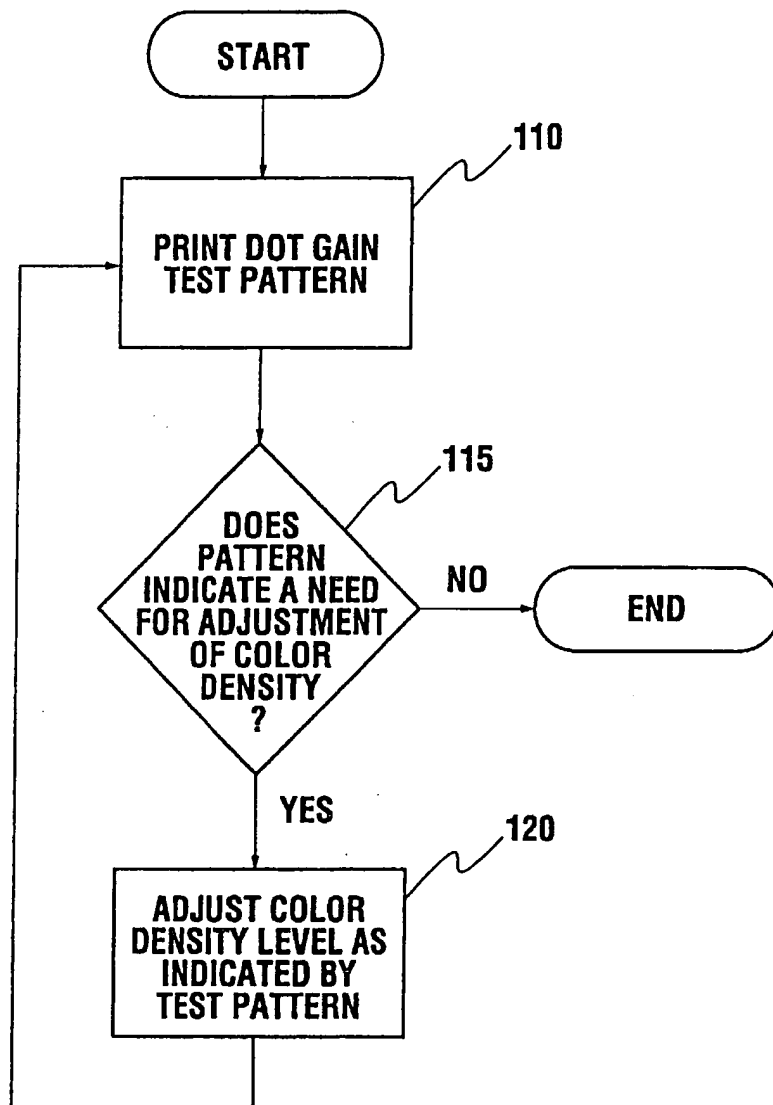 START
110
PRINT DOT GAIN
TEST PATTERN
115
DOES
PATTERN
INDICATE A NEED
FOR ADJUSTMENT
OF COLOR
DENSITY
?
NO
END
YES
120
ADJUST COLOR
DENSITY LEVEL AS
INDICATED BY
TEST PATTERN